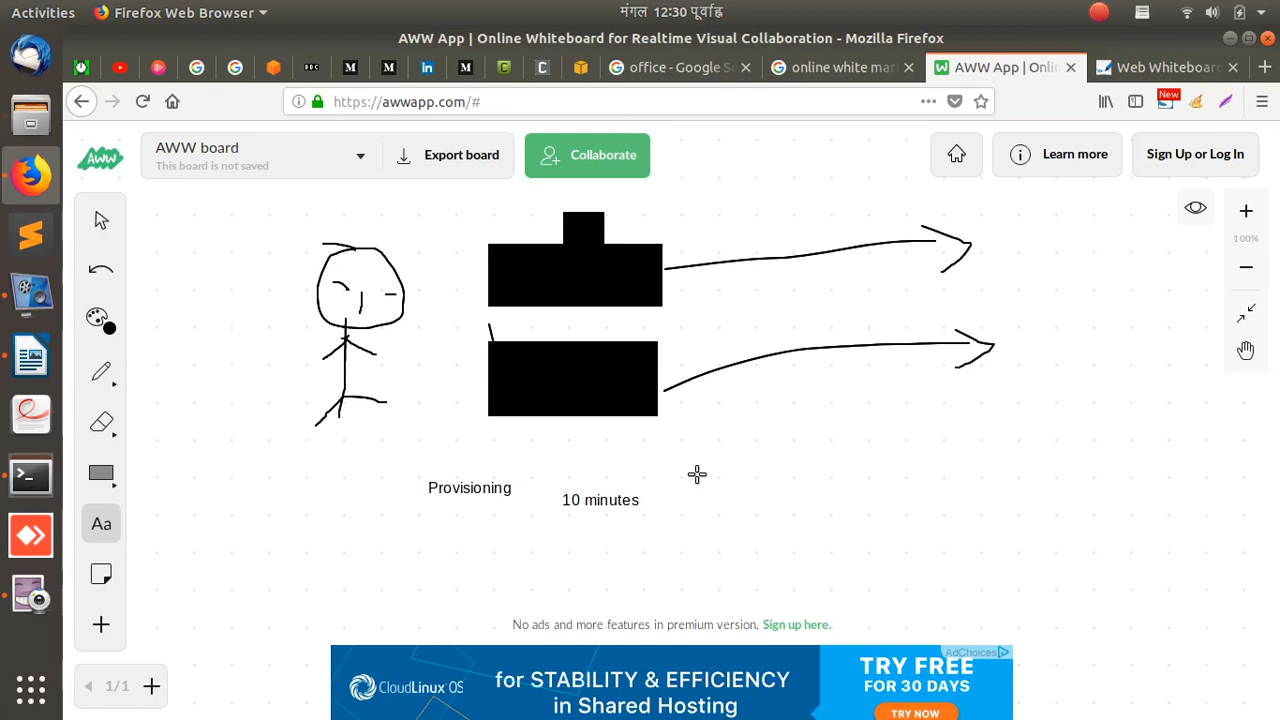 Activities Firefox Web Browser मंगल 12:30 पूर्वाह्न
AWW App | Online Whiteboard for Realtime Visual Collaboration - Mozilla Firefox
BBC office - Google S online white mar AWW App | Onlin Web Whiteboar
https://awwapp.com/# New
AWW AWW board Export board Collaborate Learn more Sign Up or Log In
This board is not saved
100%
Aa
Provisioning
10 minutes
No ads and more features in premium version. Sign up here.
1/1
AdChoices
CloudLinux OS for STABILITY & EFFICIENCY TRY FREE
in Shared Hosting FOR 30 DAYS
TRY NOW